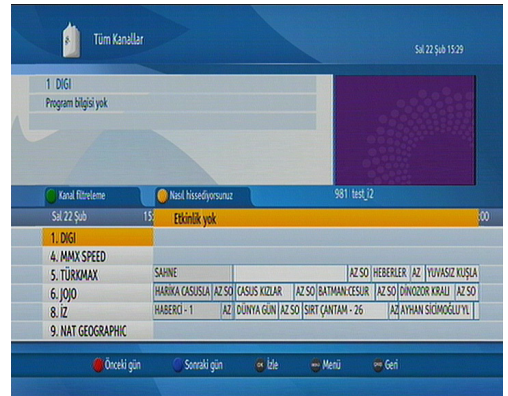 Tüm Kanallar
Sal 22 Şub 15:29
1 DIGI
Program bilgisi yok
Kanal filtreleme
Nasıl hissediyorsunuz
981 test_i2
Sal 22 Şub 15: Etkinlik yok :00
1. DIGI
4. MMX SPEED
5. TÜRKMAX SAHNE AZ SO HEBERLER AZ YUVASIZ KUŞLA
6. JOJO HARİKA CASUSLA AZ SO CASUS KIZLAR AZ SO BATMAN:CESUR AZ SO DİNOZOR KRALI AZ SO
8. İZ HABERCİ - 1 AZ DÜNYA GÜN AZ SO SIRT ÇANTAM - 26 AZ AYHAN SİCİMOĞLU'YL
9. NAT GEOGRAPHIC
Önceki gün Sonraki gün OK İzle Menü Geri